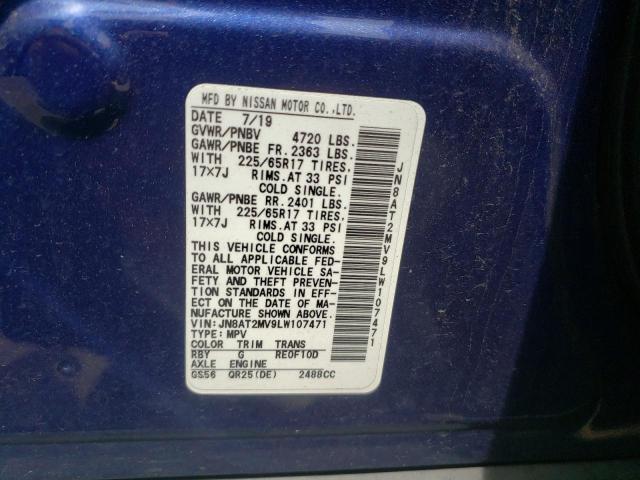 MFD BY NISSAN MOTOR CO.,LTD.
DATE 7/19
GVWR/PNBV 4720 LBS.
GAWR/PNBE FR. 2363 LBS.
WITH 225/65R17 TIRES.
17X7J RIMS.AT 33 PSI
COLD SINGLE.
GAWR/PNBE RR. 2401 LBS.
WITH 225/65R17 TIRES.
17X7J RIMS.AT 33 PSI
COLD SINGLE.
THIS VEHICLE CONFORMS
TO ALL APPLICABLE FED-
ERAL MOTOR VEHICLE SA-
FETY AND THEFT PREVEN-
TION STANDARDS IN EFF-
ECT ON THE DATE OF MA-
NUFACTURE SHOWN ABOVE.
VIN:JN8AT2MV9LW107471
TYPE:MPV
COLOR TRIM TRANS
RBY G RE0F10D
AXLE ENGINE
GS56 QR25(DE) 2488CC
JN8AT2MV9LW107471